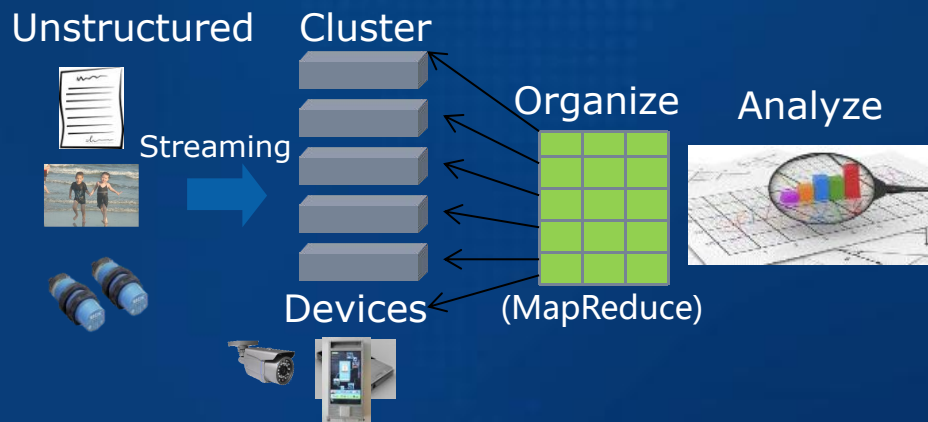 Unstructured
Cluster
Organize
Analyze
Streaming
Devices
(MapReduce)